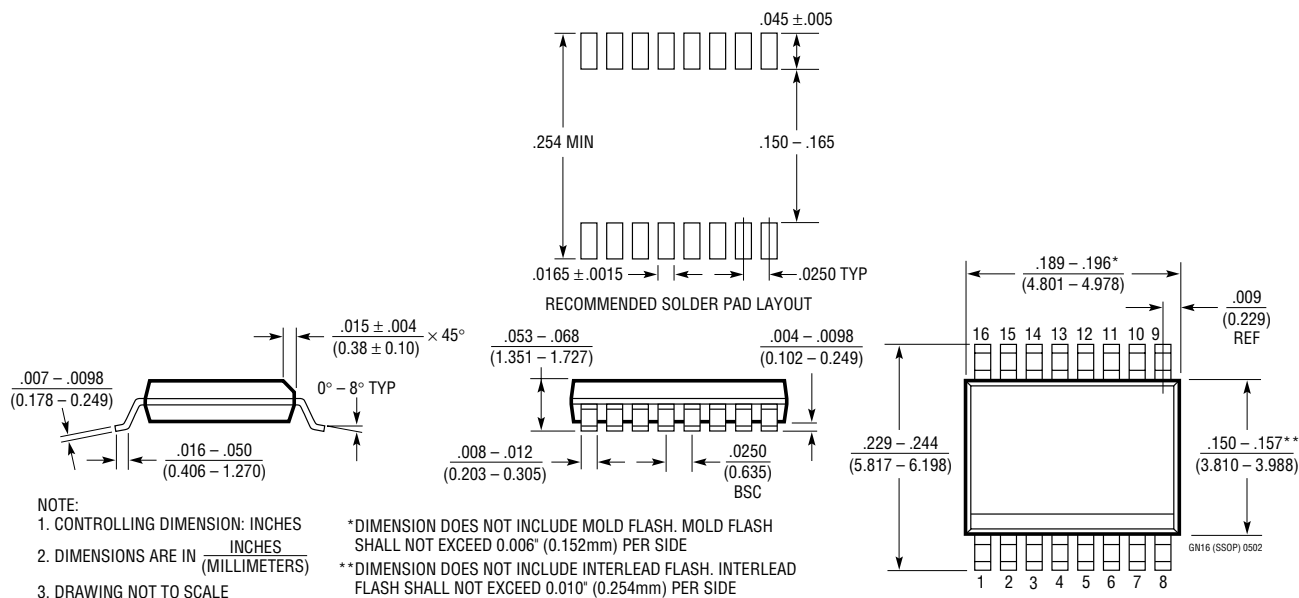 .045 ±.005
.254 MIN
.150 – .165
.0165 ±.0015
.0250 TYP
RECOMMENDED SOLDER PAD LAYOUT
.015 ± .004
(0.38 ± 0.10)
× 45°
.007 – .0098
(0.178 – 0.249)
0° – 8° TYP
.016 – .050
(0.406 – 1.270)
.053 – .068
(1.351 – 1.727)
.004 – .0098
(0.102 – 0.249)
.008 – .012
(0.203 – 0.305)
.0250
(0.635)
BSC
.189 – .196*
(4.801 – 4.978)
.009
(0.229)
REF
16 15 14 13 12 11 10 9
.229 – .244
(5.817 – 6.198)
.150 – .157**
(3.810 – 3.988)
1 2 3 4 5 6 7 8
GN16 (SSOP) 0502
NOTE:
1. CONTROLLING DIMENSION: INCHES
2. DIMENSIONS ARE IN INCHES
(MILLIMETERS)
3. DRAWING NOT TO SCALE
*DIMENSION DOES NOT INCLUDE MOLD FLASH. MOLD FLASH
SHALL NOT EXCEED 0.006" (0.152mm) PER SIDE
**DIMENSION DOES NOT INCLUDE INTERLEAD FLASH. INTERLEAD
FLASH SHALL NOT EXCEED 0.010" (0.254mm) PER SIDE